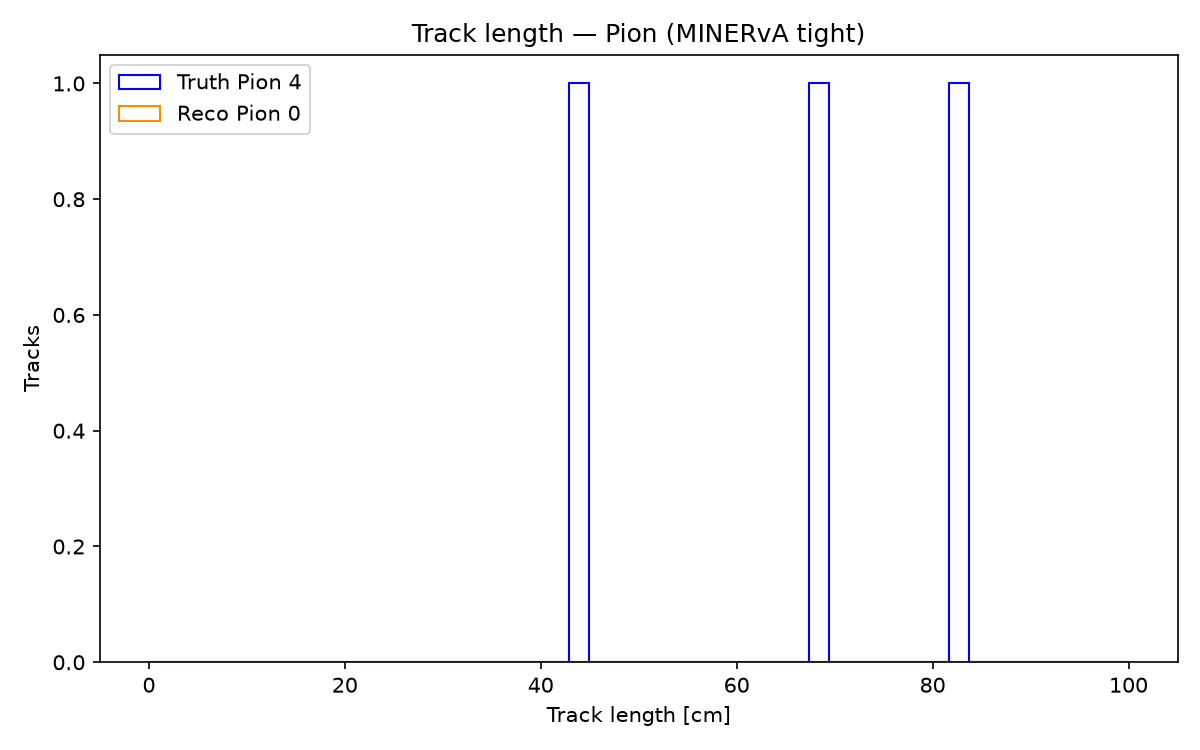 Track length — Pion (MINERvA tight)
Truth Pion 4
Reco Pion 0
1.0
0.8
0.6
0.4
0.2
0.0
Tracks
0 20 40 60 80 100
Track length [cm]